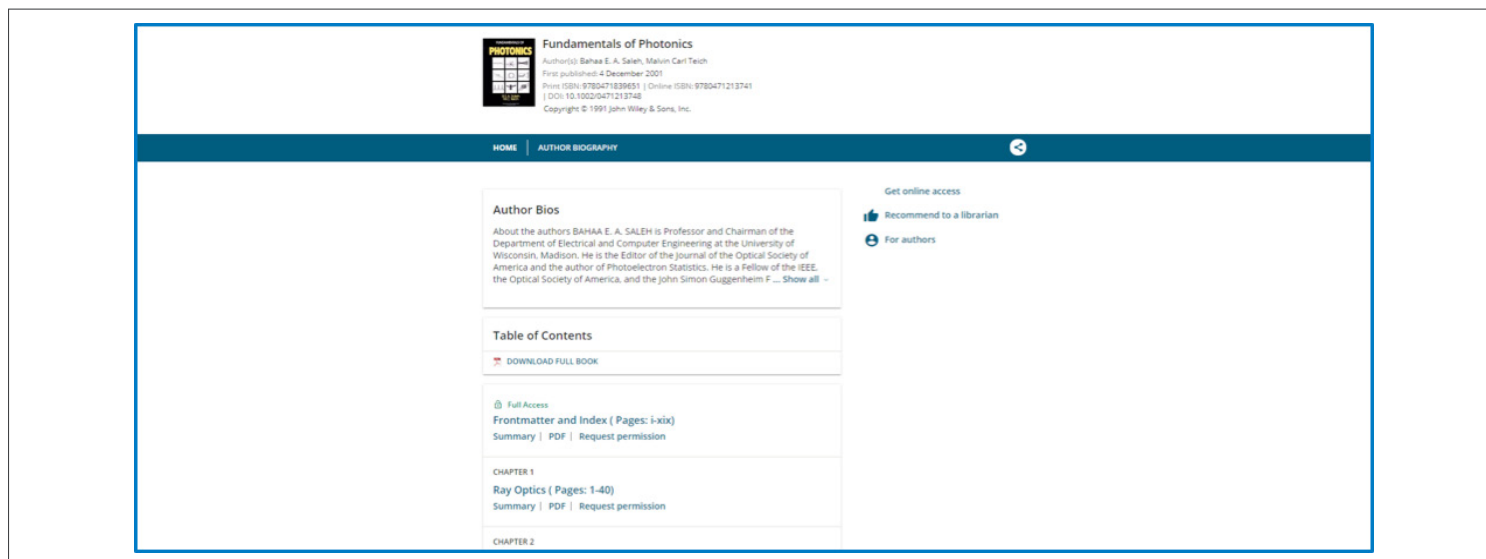 FUNDAMENTALS OF
PHOTONICS
Fundamentals of Photonics
Author(s): Bahaa E. A. Saleh, Malvin Carl Teich
First published: 4 December 2001
Print ISBN: 9780471839651 | Online ISBN: 9780471213741
| DOI: 10.1002/0471213748
Copyright © 1991 John Wiley & Sons, Inc.
HOME | AUTHOR BIOGRAPHY
Author Bios
About the authors BAHAA E. A. SALEH is Professor and Chairman of the
Department of Electrical and Computer Engineering at the University of
Wisconsin, Madison. He is the Editor of the Journal of the Optical Society of
America and the author of Photoelectron Statistics. He is a Fellow of the IEEE,
the Optical Society of America, and the John Simon Guggenheim F ... Show all
Get online access
Recommend to a librarian
For authors
Table of Contents
DOWNLOAD FULL BOOK
Full Access
Frontmatter and Index ( Pages: i-xix)
Summary | PDF | Request permission
CHAPTER 1
Ray Optics ( Pages: 1-40)
Summary | PDF | Request permission
CHAPTER 2